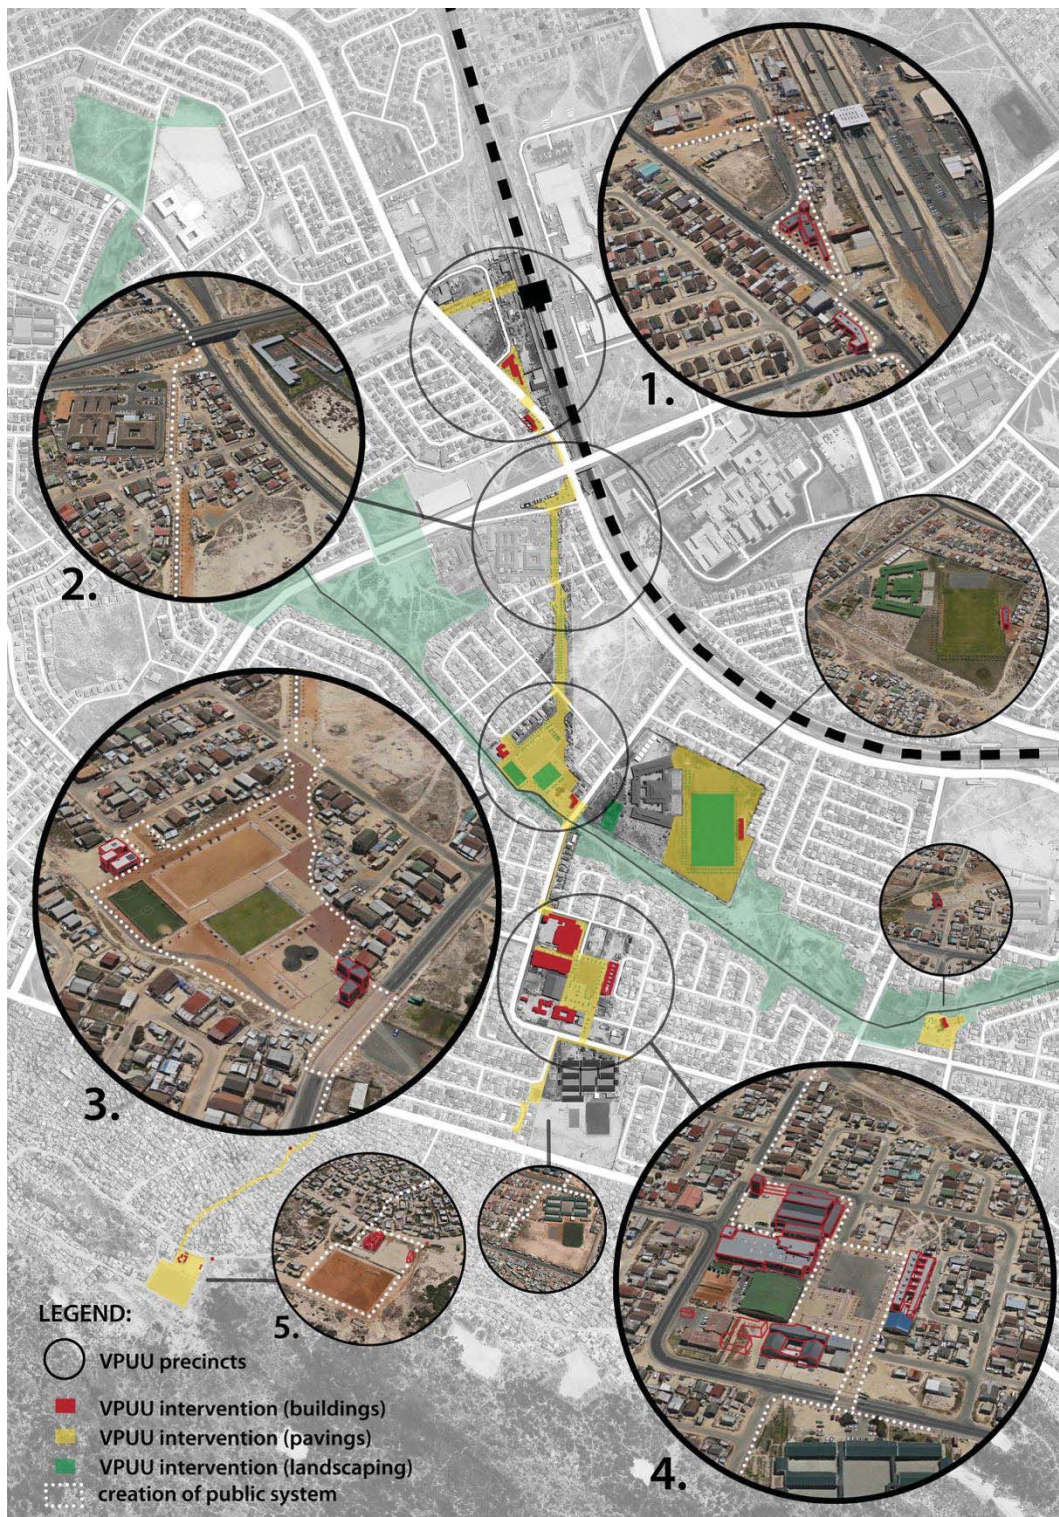 1.
2.
3.
5.
4.
LEGEND:
VPUU precincts
VPUU intervention (buildings)
VPUU intervention (pavings)
VPUU intervention (landscaping)
creation of public system